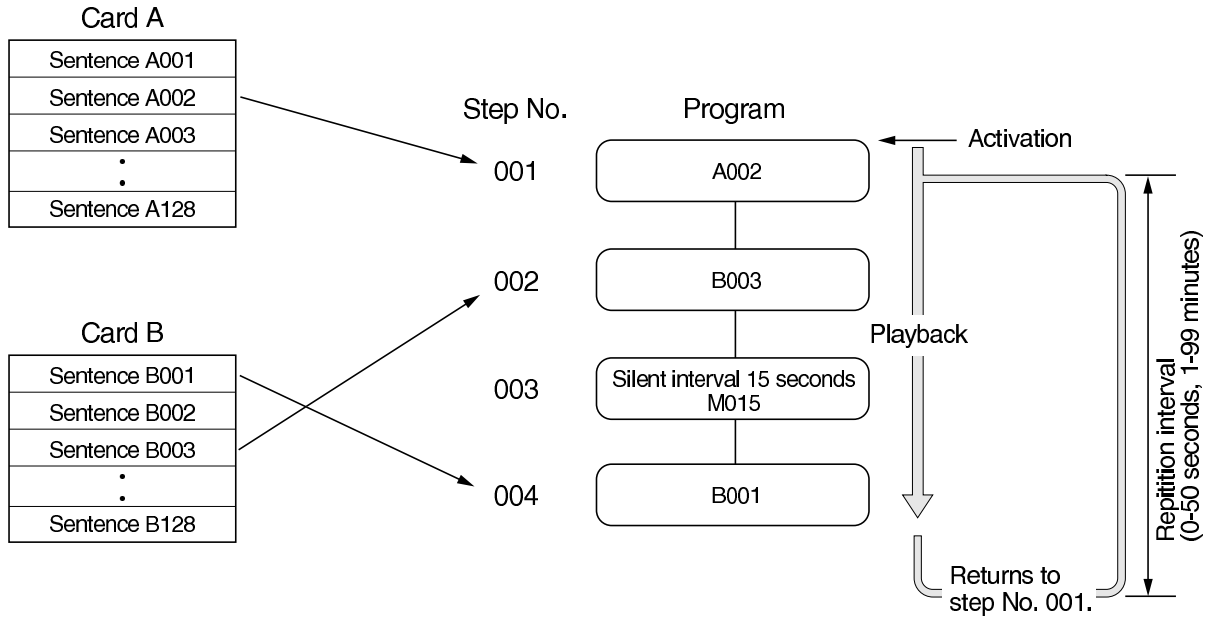 Card A
Sentence A001
Sentence A002
Sentence A003
Sentence A128
Card B
Sentence B001
Sentence B002
Sentence B003
Sentence B128
Step No.
Program
001
A002
002
B003
003
Silent interval 15 seconds
M015
004
B001
Activation
Playback
Returns to
step No. 001.
Repitition interval
(0-50 seconds, 1-99 minutes)